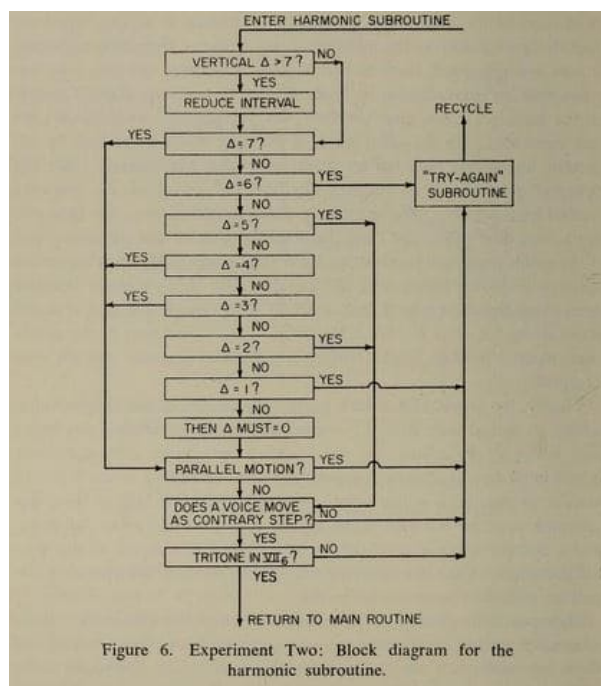 ENTER HARMONIC SUBROUTINE
VERTICAL Δ >7?
NO
YES
REDUCE INTERVAL
RECYCLE
YES
Δ=7?
NO
"TRY-AGAIN"
SUBROUTINE
Δ=6?
YES
NO
Δ=5?
YES
NO
YES
Δ=4?
NO
YES
Δ=3?
NO
Δ=2?
YES
NO
Δ=1?
YES
NO
THEN Δ MUST=0
PARALLEL MOTION?
YES
NO
DOES A VOICE MOVE
AS CONTRARY STEP?
NO
YES
TRITONE IN VII6?
NO
YES
RETURN TO MAIN ROUTINE
Figure 6. Experiment Two: Block diagram for the
harmonic subroutine.